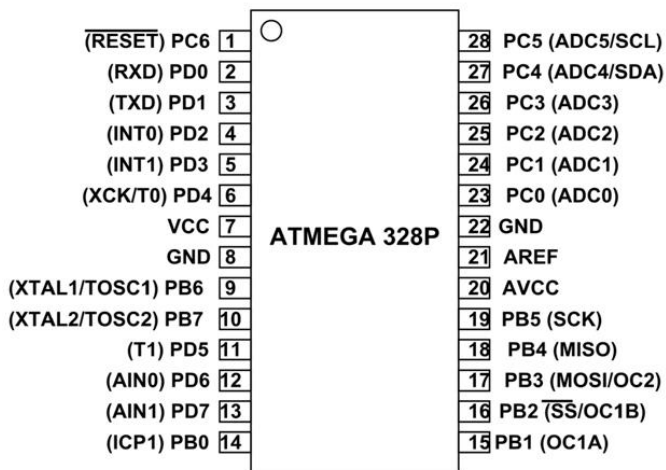 (RESET) PC6 1
(RXD) PD0 2
(TXD) PD1 3
(INT0) PD2 4
(INT1) PD3 5
(XCK/T0) PD4 6
VCC 7
GND 8
(XTAL1/TOSC1) PB6 9
(XTAL2/TOSC2) PB7 10
(T1) PD5 11
(AIN0) PD6 12
(AIN1) PD7 13
(ICP1) PB0 14
ATMEGA 328P
28 PC5 (ADC5/SCL)
27 PC4 (ADC4/SDA)
26 PC3 (ADC3)
25 PC2 (ADC2)
24 PC1 (ADC1)
23 PC0 (ADC0)
22 GND
21 AREF
20 AVCC
19 PB5 (SCK)
18 PB4 (MISO)
17 PB3 (MOSI/OC2)
16 PB2 (SS/OC1B)
15 PB1 (OC1A)